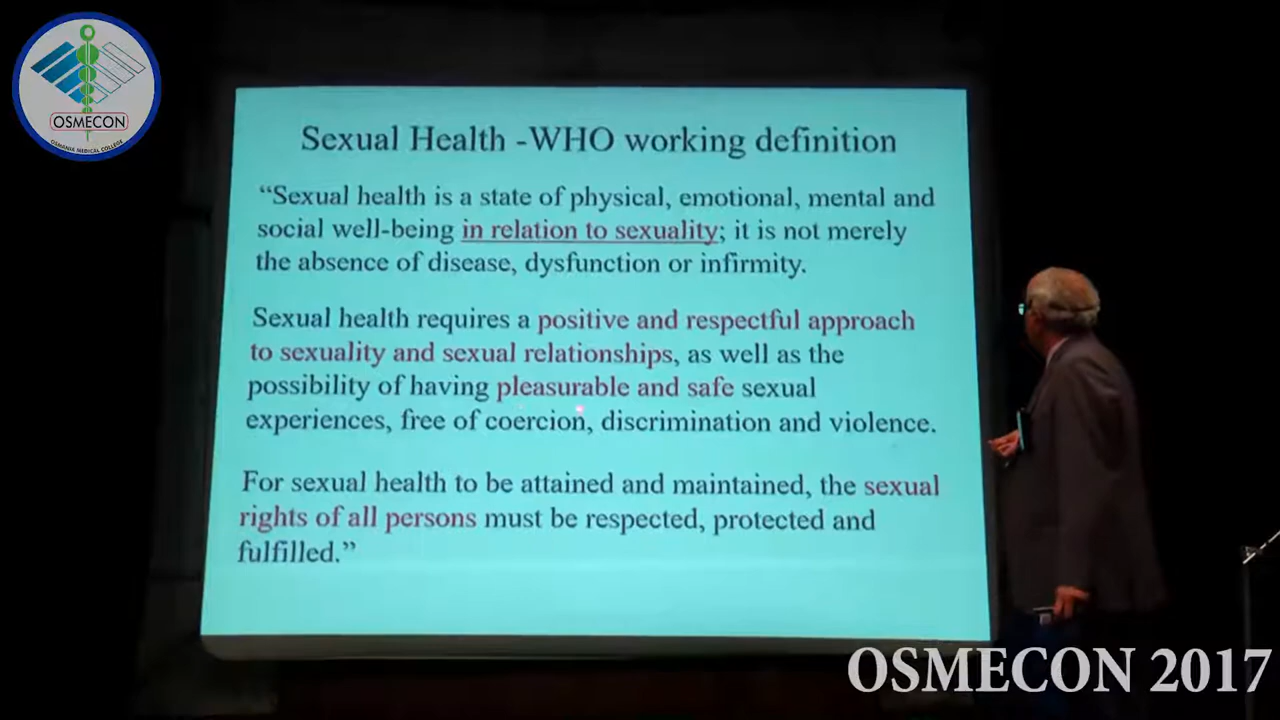 OSMECON
OSMANIA MEDICAL COLLEGE
Sexual Health -WHO working definition
“Sexual health is a state of physical, emotional, mental and
social well-being in relation to sexuality; it is not merely
the absence of disease, dysfunction or infirmity.
Sexual health requires a positive and respectful approach
to sexuality and sexual relationships, as well as the
possibility of having pleasurable and safe sexual
experiences, free of coercion, discrimination and violence.
For sexual health to be attained and maintained, the sexual
rights of all persons must be respected, protected and
fulfilled.”
OSMECON 2017